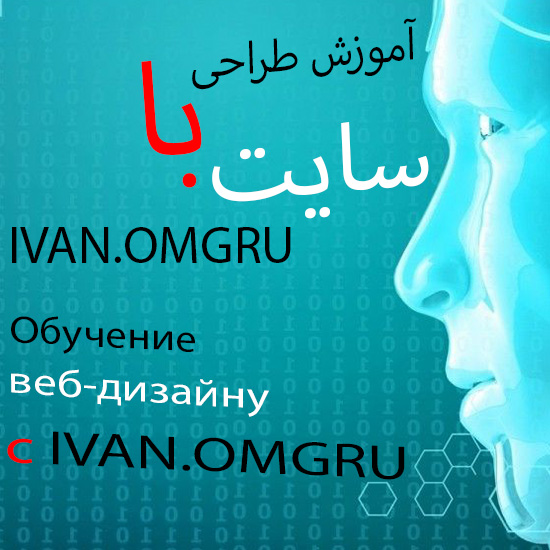 آموزش طراحی
سایت با
IVAN.OMGRU
Обучение
веб-дизайну
с IVAN.OMGRU